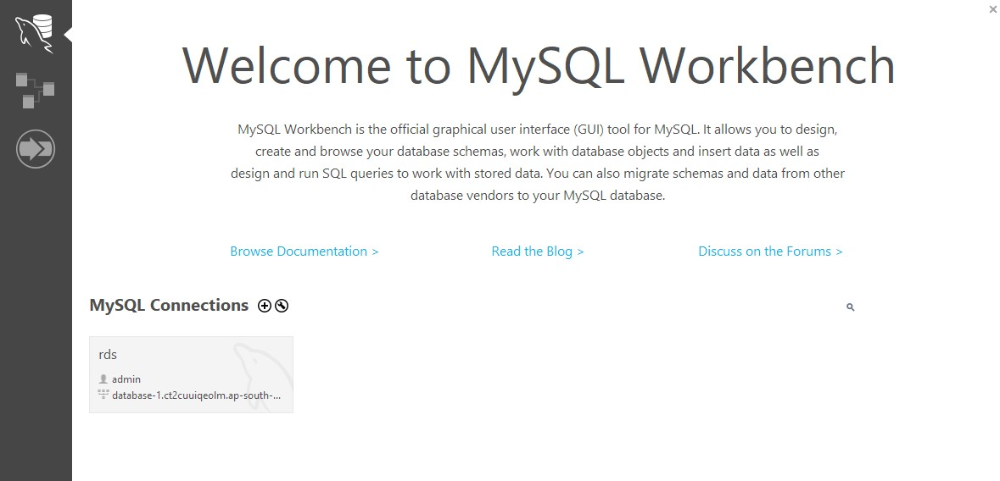 Welcome to MySQL Workbench
MySQL Workbench is the official graphical user interface (GUI) tool for MySQL. It allows you to design,
create and browse your database schemas, work with database objects and insert data as well as
design and run SQL queries to work with stored data. You can also migrate schemas and data from other
database vendors to your MySQL database.
Browse Documentation >
Read the Blog >
Discuss on the Forums >
MySQL Connections
rds
admin
database-1.ct2cuuiqeolm.ap-south-...